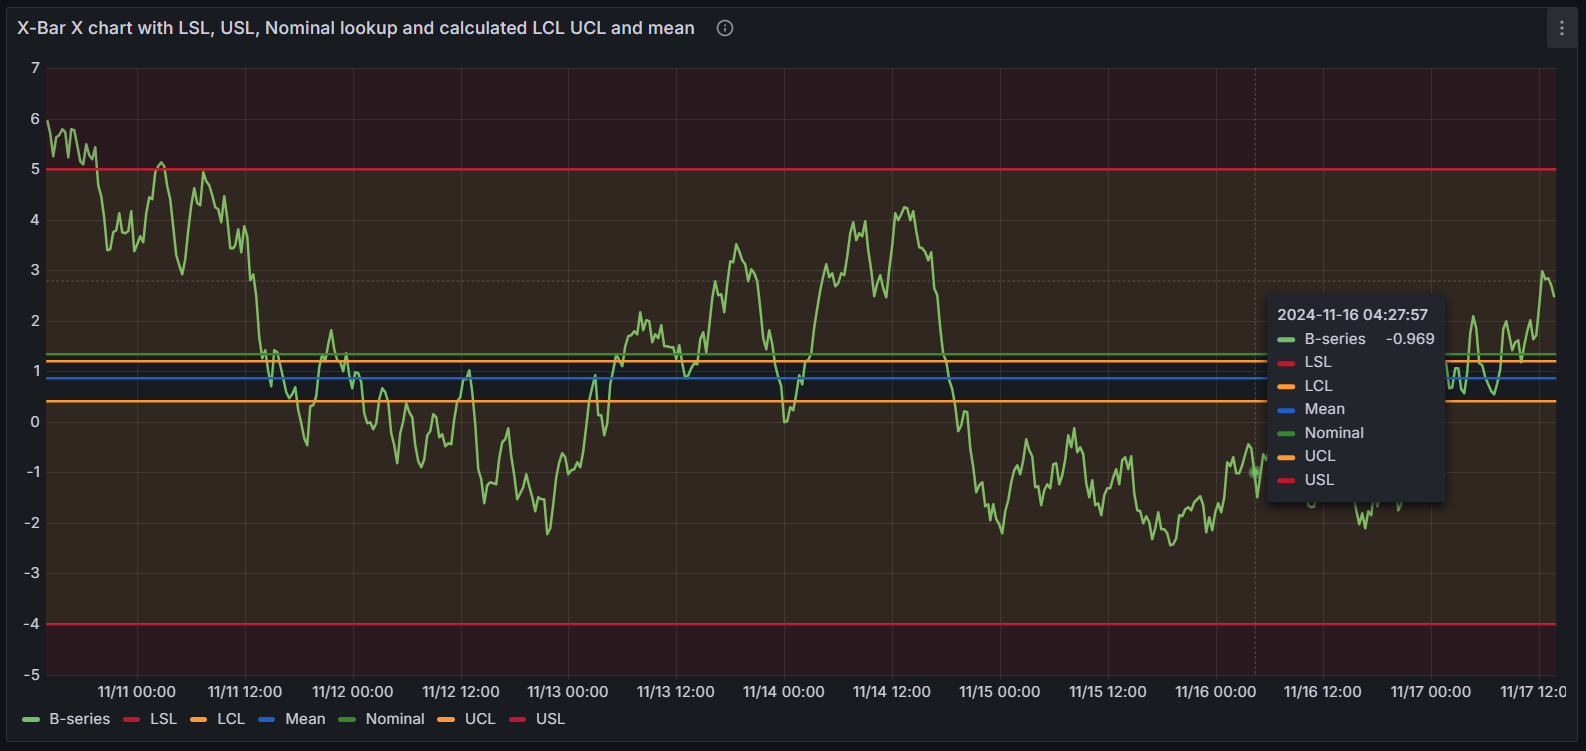 X-Bar X chart with LSL, USL, Nominal lookup and calculated LCL UCL and mean
7
6
5
4
3
2
1
0
-1
-2
-3
-4
-5
2024-11-16 04:27:57
B-series -0.969
LSL
LCL
Mean
Nominal
UCL
USL
11/11 00:00 11/11 12:00 11/12 00:00 11/12 12:00 11/13 00:00 11/13 12:00 11/14 00:00 11/14 12:00 11/15 00:00 11/15 12:00 11/16 00:00 11/16 12:00 11/17 00:00 11/17 12:0
B-series LSL LCL Mean Nominal UCL USL